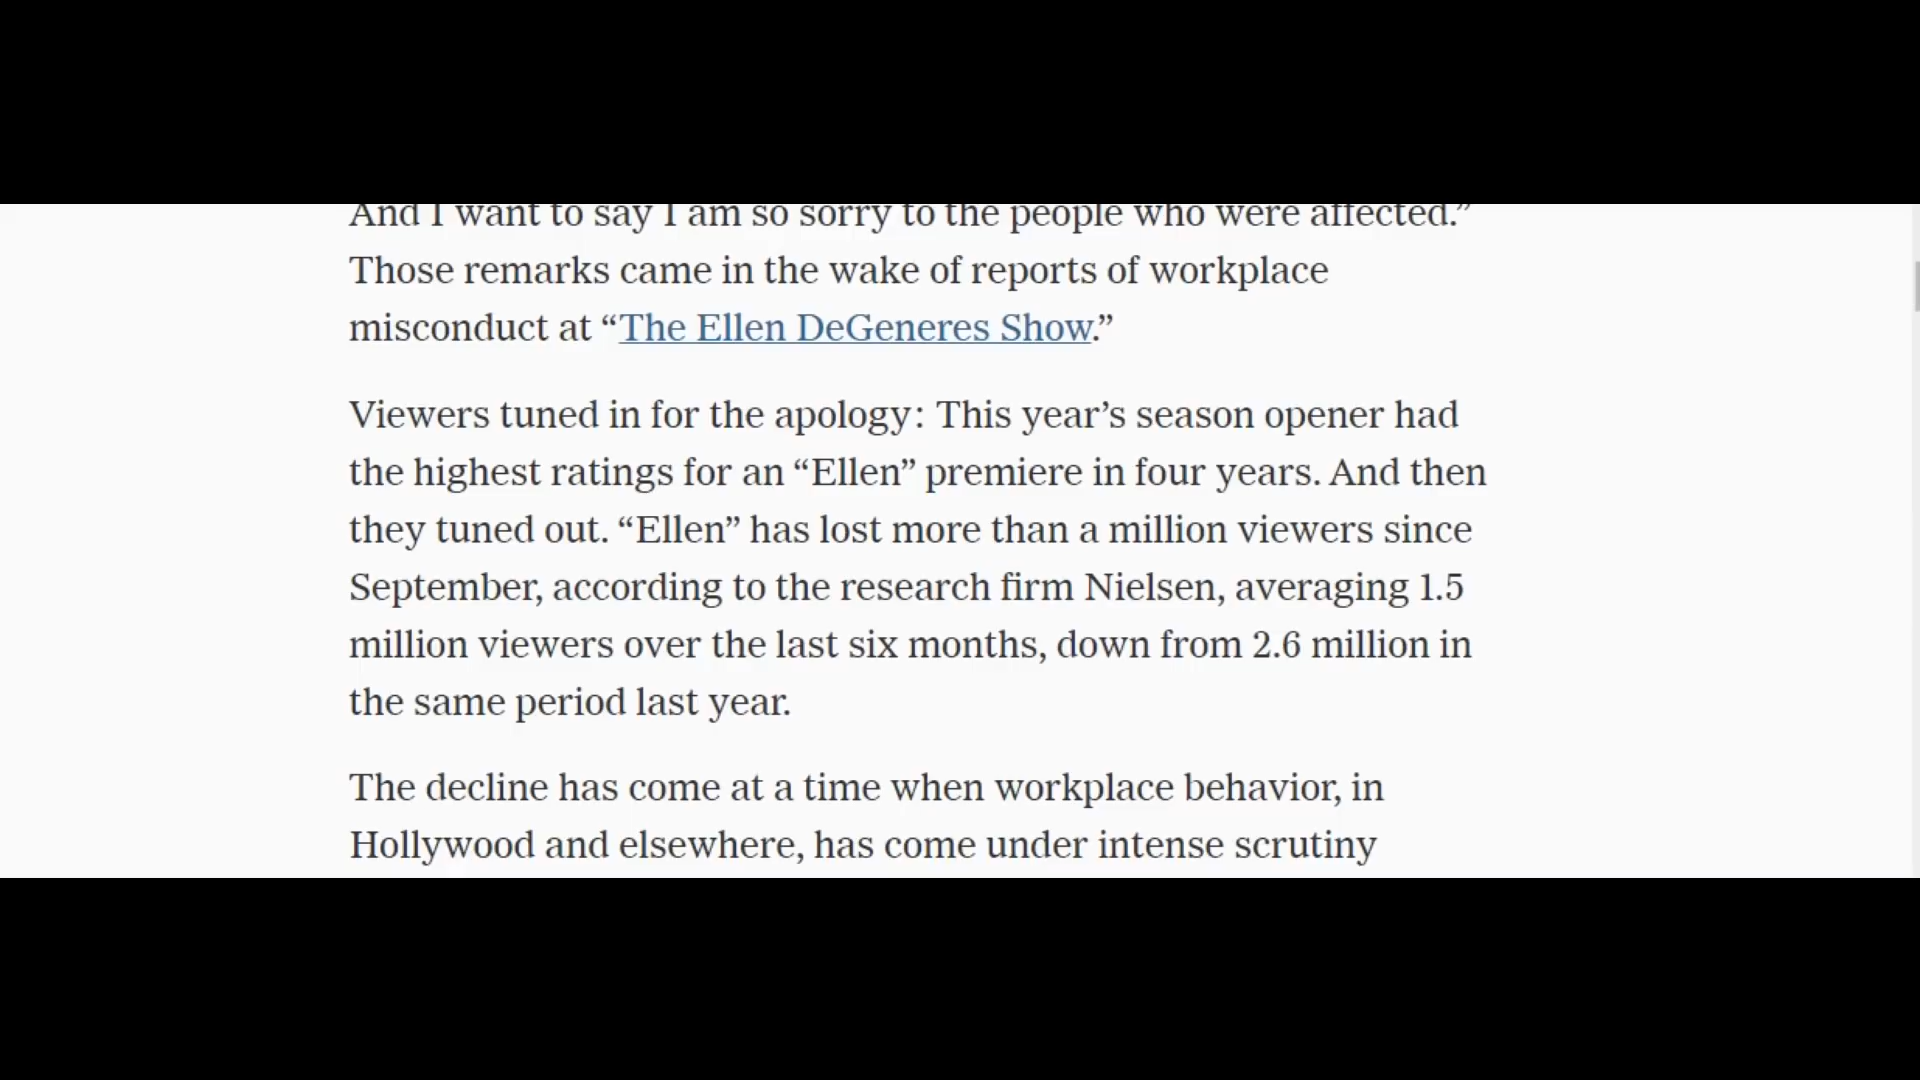 And I want to say I am so sorry to the people who were affected.”
Those remarks came in the wake of reports of workplace
misconduct at “The Ellen DeGeneres Show.”
Viewers tuned in for the apology: This year’s season opener had
the highest ratings for an “Ellen” premiere in four years. And then
they tuned out. “Ellen” has lost more than a million viewers since
September, according to the research firm Nielsen, averaging 1.5
million viewers over the last six months, down from 2.6 million in
the same period last year.
The decline has come at a time when workplace behavior, in
Hollywood and elsewhere, has come under intense scrutiny